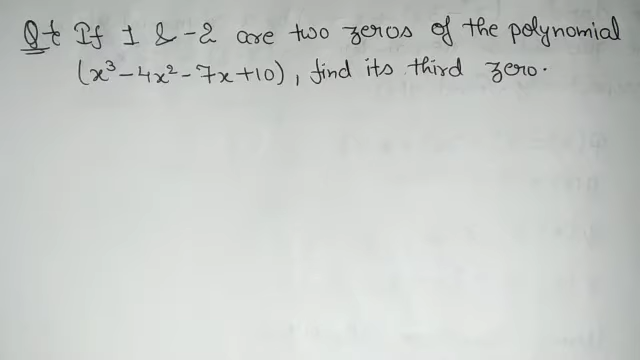 Q If 1 & -2 are two zeros of the polynomial
(x³-4x²-7x+10), find its third zero.